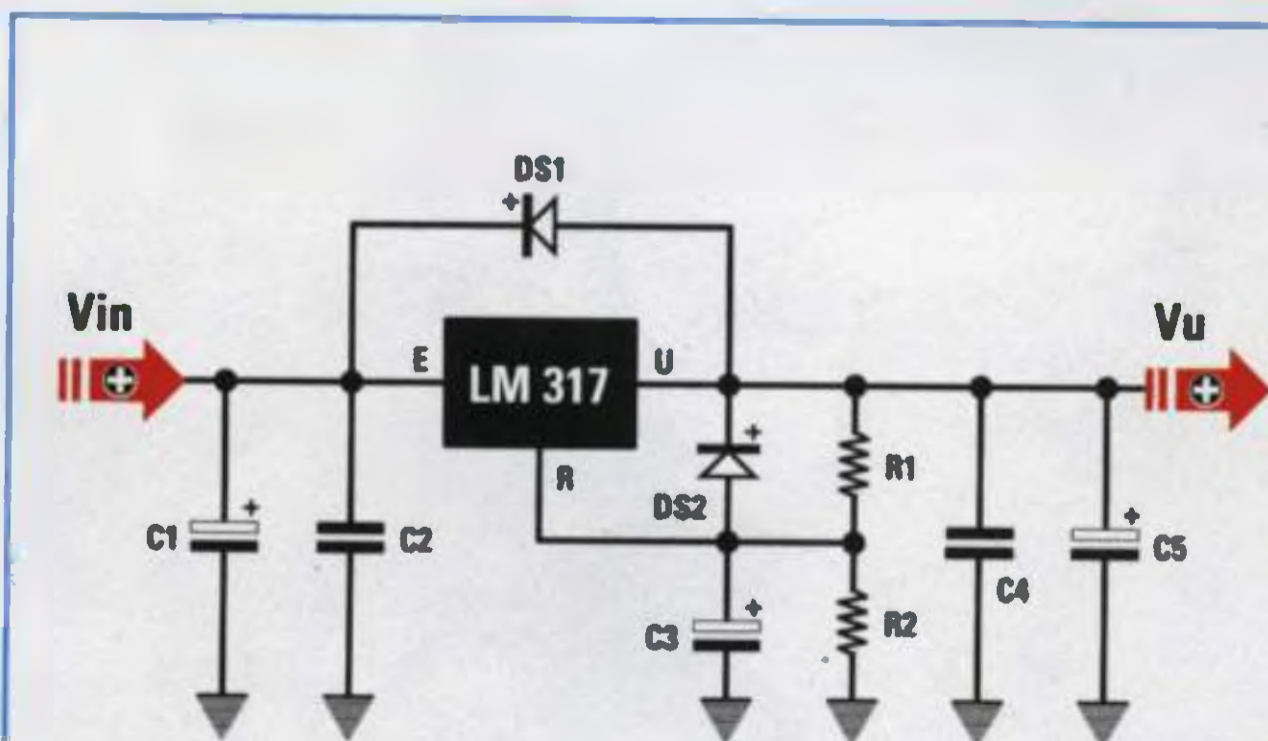 DS1
+
Vin
Vu
E
LM 317
U
+
+
R
R1
DS2
+
+
C1
C2
+
C4
C5
C3
R2
+